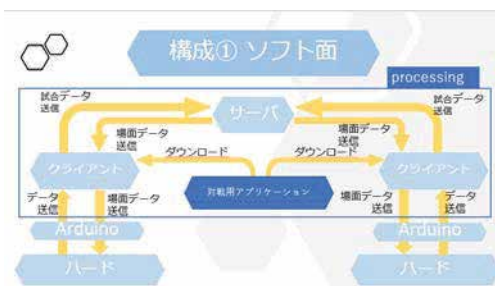 構成① ソフト面
processing
試合データ
送信
試合データ
送信
サーバ
場面データ
送信
場面データ
送信
ダウンロード
ダウンロード
クライアント
クライアント
対戦用アプリケーション
データ
送信
場面データ
送信
場面データ
送信
データ
送信
Arduino
Arduino
ハード
ハード